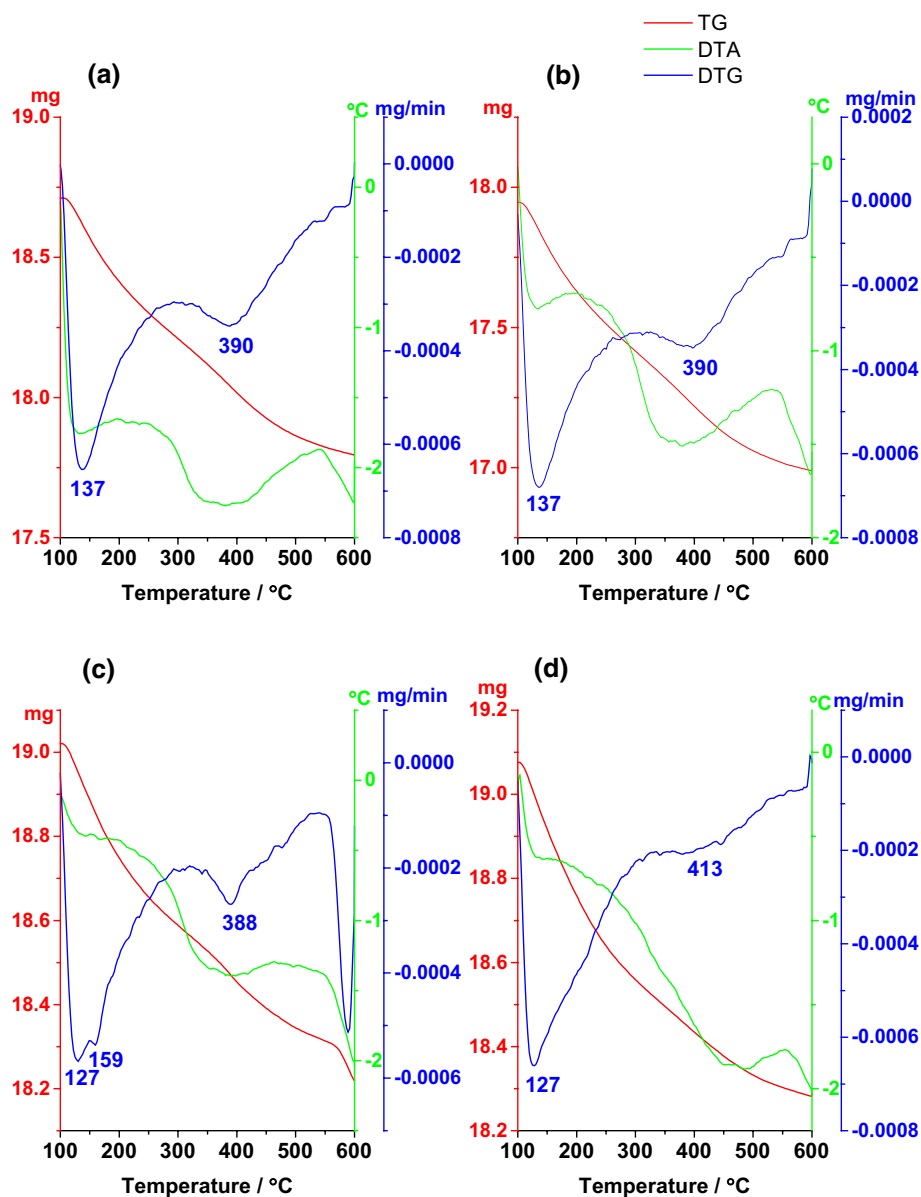 TG
DTA
DTG
(a)
mg
°C
mg/min
19.0
18.5
18.0
17.5
0
-1
-2
0.0000
-0.0002
-0.0004
-0.0006
-0.0008
137
390
100 200 300 400 500 600
Temperature / °C
(b)
°C
mg/min
18.0
17.5
17.0
0
-1
-2
0.0002
0.0000
-0.0002
-0.0004
-0.0006
-0.0008
137
390
100 200 300 400 500 600
Temperature / °C
(c)
mg
°C
mg/min
19.0
18.8
18.6
18.4
18.2
0
-1
-2
0.0000
-0.0002
-0.0004
-0.0006
127
159
388
100 200 300 400 500 600
Temperature / °C
(d)
mg
°C
mg/min
19.2
19.0
18.8
18.6
18.4
18.2
0
-1
-2
0.0000
-0.0002
-0.0004
-0.0006
-0.0008
127
413
100 200 300 400 500 600
Temperature / °C